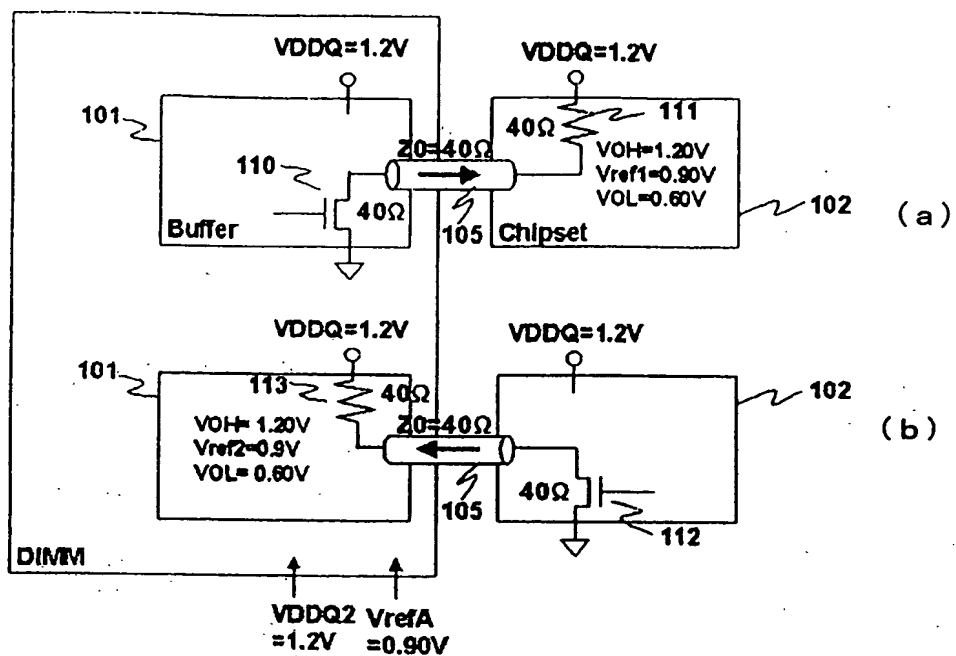 VDDQ=1.2V
VDDQ=1.2V
101
111
40Ω
Z0=40Ω
110
VOH=1.20V
Vref1=0.90V
VOL=0.60V
40Ω
102
(a)
Buffer
105
Chipset
VDDQ=1.2V
VDDQ=1.2V
101
113
40Ω
102
Z0=40Ω
VOH= 1.20V
Vref2=0.9V
VOL= 0.60V
(b)
40Ω
105
112
DIMM
VDDQ2
=1.2V
VrefA
=0.90V